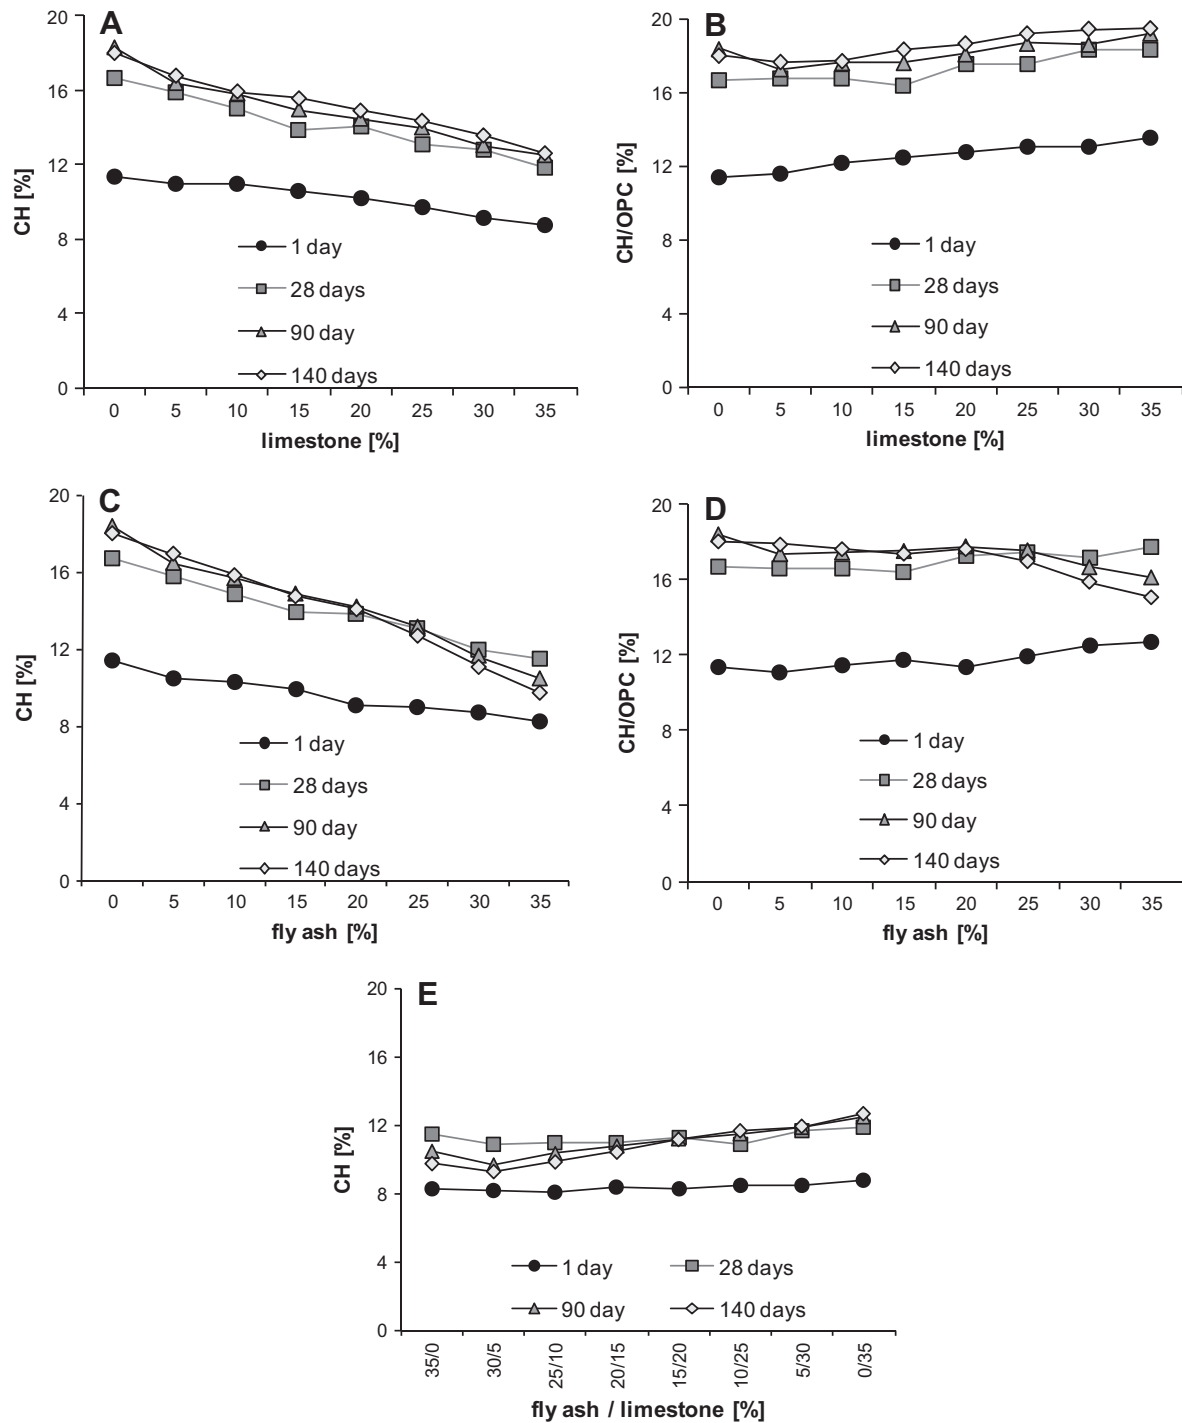 A
20
16
12
8
4
0
CH [%]
1 day
28 days
90 day
140 days
0 5 10 15 20 25 30 35
limestone [%]
B
20
16
12
8
4
0
CH/OPC [%]
1 day
28 days
90 day
140 days
0 5 10 15 20 25 30 35
limestone [%]
C
20
16
12
8
4
0
CH [%]
1 day
28 days
90 day
140 days
0 5 10 15 20 25 30 35
fly ash [%]
D
20
16
12
8
4
0
CH/OPC [%]
1 day
28 days
90 day
140 days
0 5 10 15 20 25 30 35
fly ash [%]
E
20
16
12
8
4
0
CH [%]
1 day 28 days
90 day 140 days
35/0 30/5 25/10 20/15 15/20 10/25 5/30 0/35
fly ash / limestone [%]